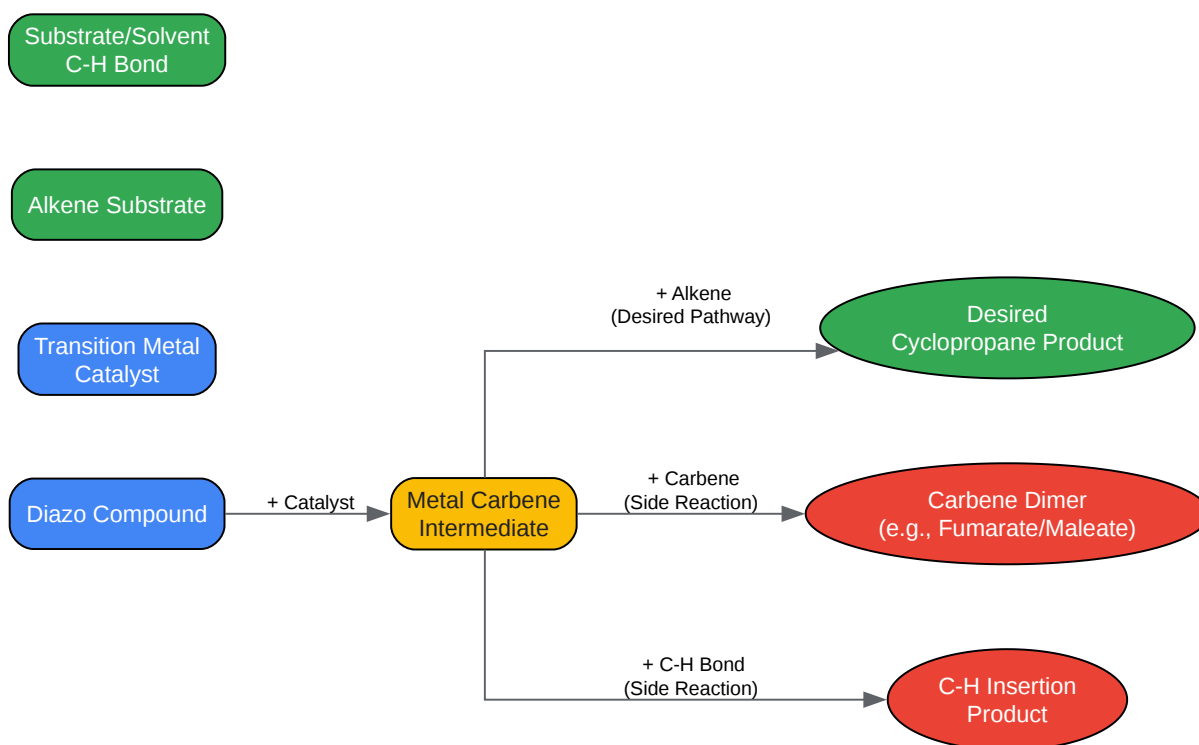 Substrate/Solvent
C-H Bond
Alkene Substrate
+ Alkene
(Desired Pathway)
Desired
Cyclopropane Product
Transition Metal
Catalyst
Diazo Compound
+ Catalyst
Metal Carbene
Intermediate
+ Carbene
(Side Reaction)
Carbene Dimer
(e.g., Fumarate/Maleate)
+ C-H Bond
(Side Reaction)
C-H Insertion
Product